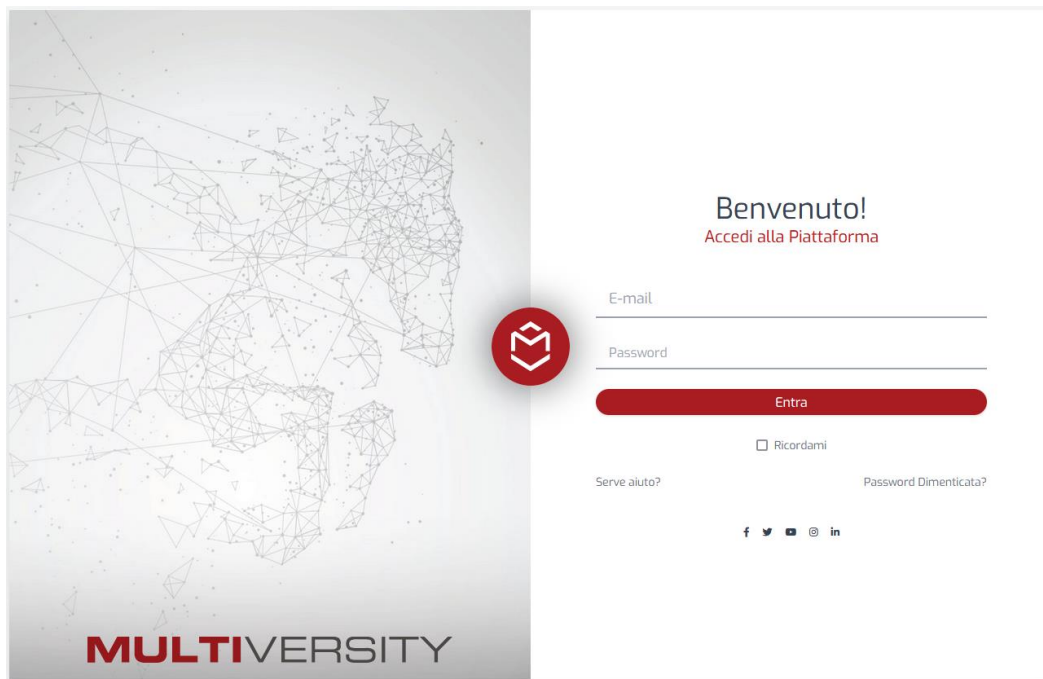 Benvenuto!
Accedi alla Piattaforma
E-mail
Password
Entra
Ricordami
Serve aiuto?
Password Dimenticata?
MULTIVERSITY